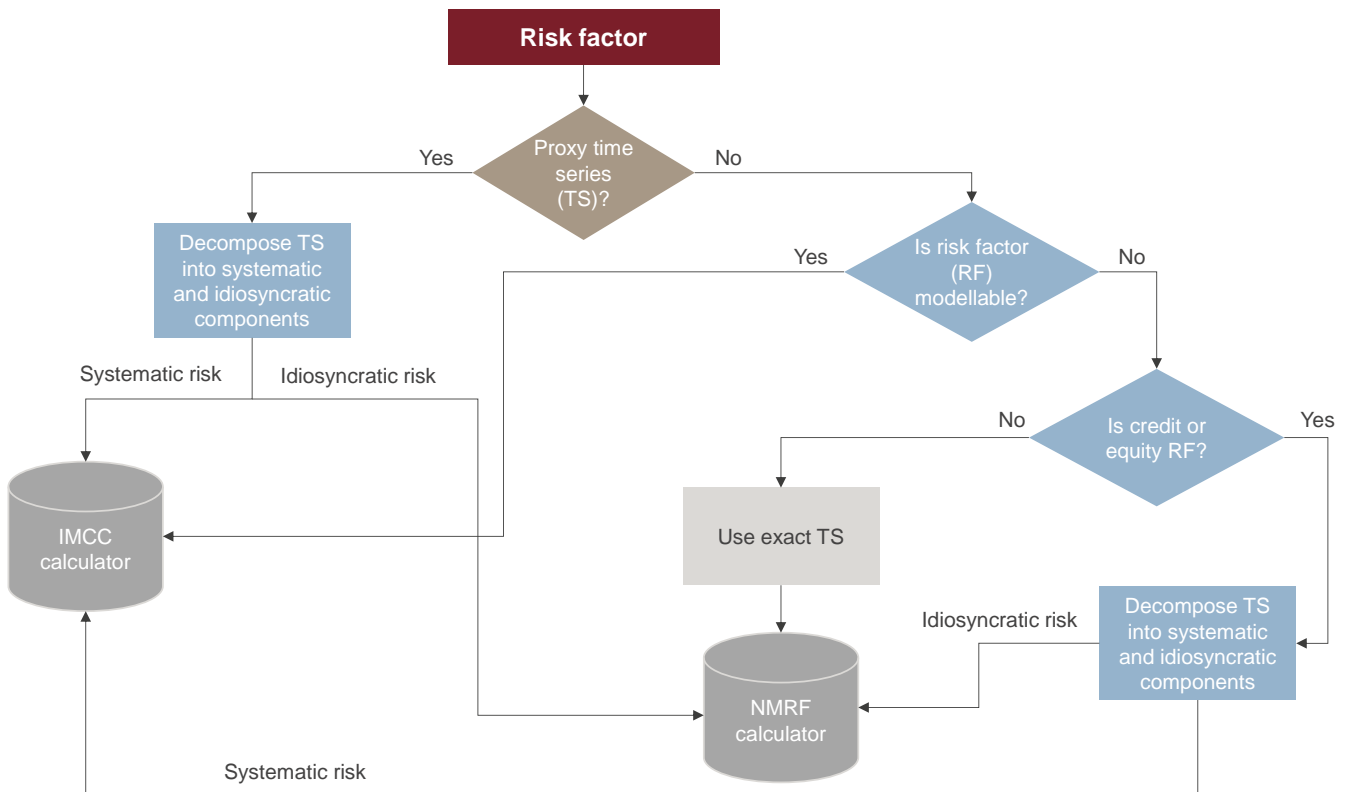 Risk factor
Proxy time
series
(TS)?
Yes
No
Decompose TS
into systematic
and idiosyncratic
components
Is risk factor
(RF)
modellable?
Yes
No
Systematic risk
Idiosyncratic risk
Is credit or
equity RF?
No
Yes
IMCC
calculator
Use exact TS
Decompose TS
into systematic
and idiosyncratic
components
Idiosyncratic risk
NMRF
calculator
Systematic risk